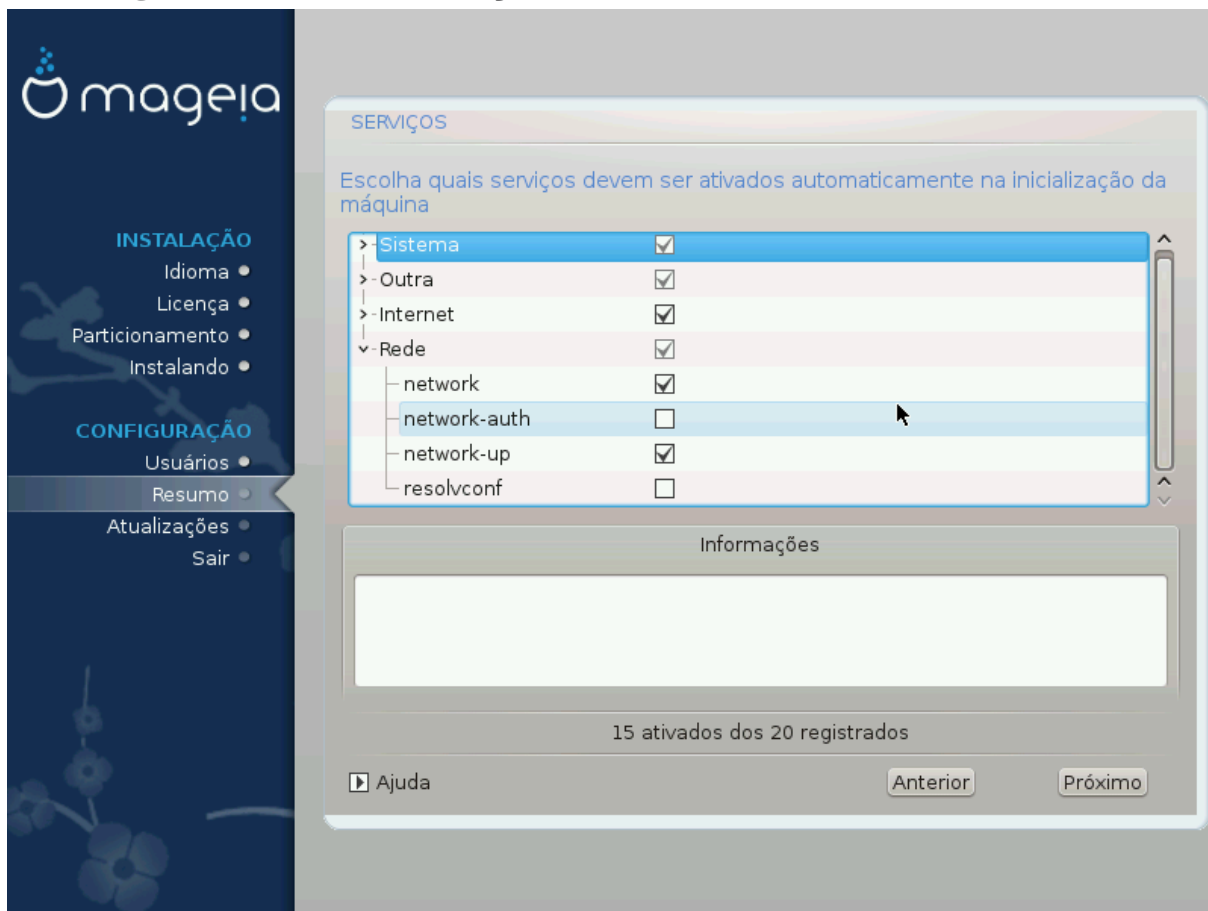 mageia
INSTALAÇÃO
Idioma
Licença
Particionamento
Instalando
CONFIGURAÇÃO
Usuários
Resumo
Atualizações
Sair
SERVIÇOS
Escolha quais serviços devem ser ativados automaticamente na inicialização da
máquina
Sistema
Outra
Internet
Rede
network
network-auth
network-up
resolvconf
Informações
15 ativados dos 20 registrados
Ajuda
Anterior
Próximo